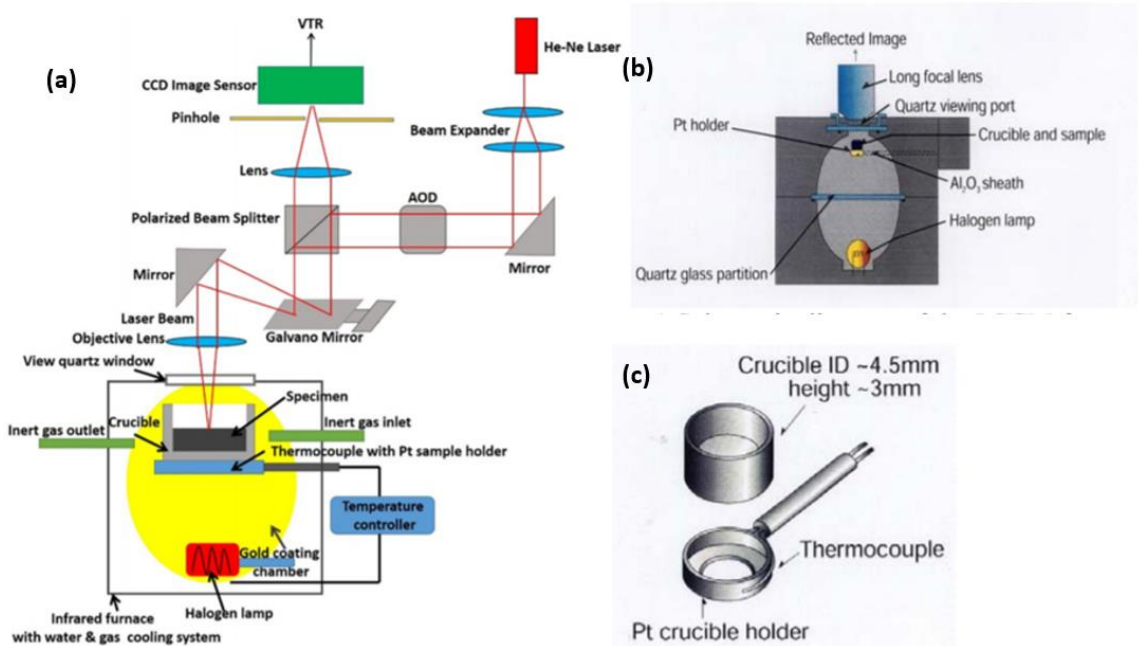 (a)
VTR
He-Ne Laser
CCD Image Sensor
Pinhole
Beam Expander
Lens
AOD
Polarized Beam Splitter
Mirror
Mirror
Laser Beam
Galvano Mirror
Objective Lens
View quartz window
Specimen
Crucible
Inert gas inlet
Inert gas outlet
Thermocouple with Pt sample holder
Temperature
controller
Gold coating
chamber
Halogen lamp
Infrared furnace
with water & gas cooling system
(b)
Reflected Image
Long focal lens
Quartz viewing port
Pt holder
Crucible and sample
Al₂O₃ sheath
Halogen lamp
Quartz glass partition
(c)
Crucible ID ~4.5mm
height ~3mm
Thermocouple
Pt crucible holder